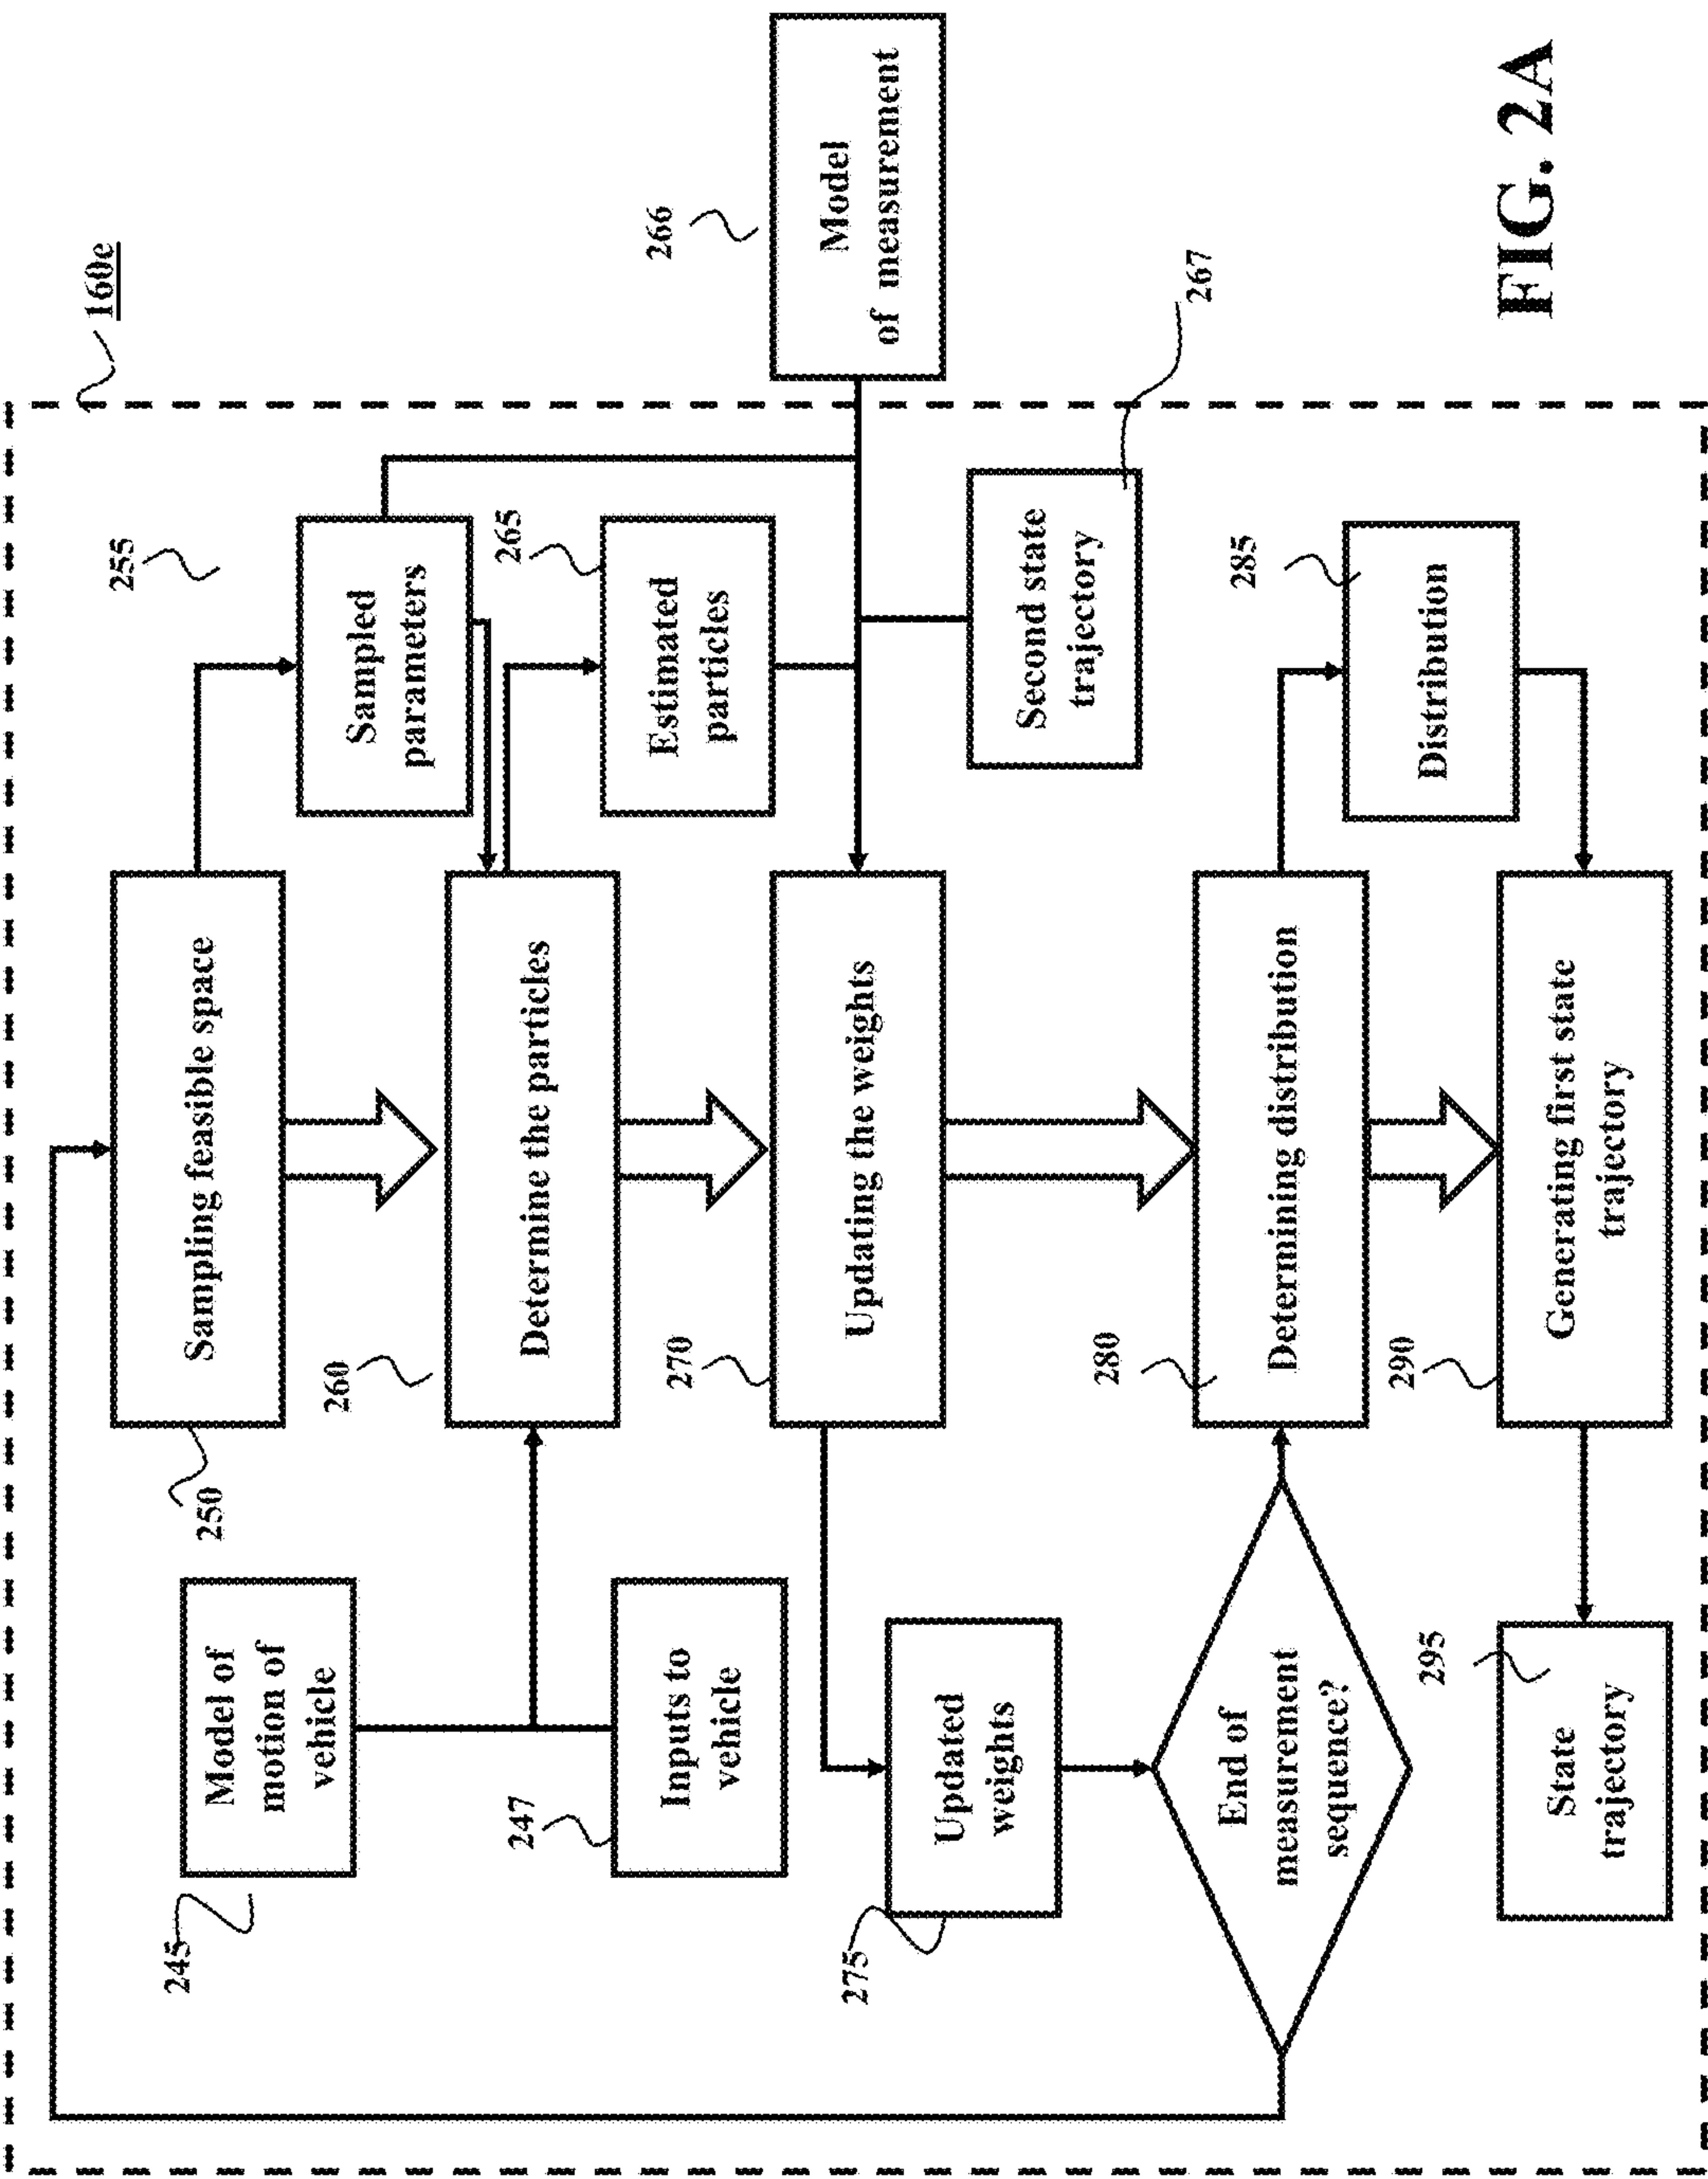 160e
250
Sampling feasible space
255
Sampled
parameters
245
Model of
motion of
vehicle
260
Determine the particles
265
Estimated
particles
266
Model
of measurement
247
Inputs to
vehicle
270
Updating the weights
267
Second state
trajectory
275
Updated
weights
280
Determining distribution
285
Distribution
End of
measurement
sequence?
290
Generating first state
trajectory
295
State
trajectory
FIG. 2A